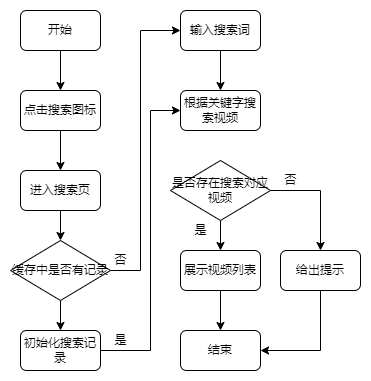 开始
点击搜索图标
进入搜索页
缓存中是否有记录
否
初始化搜索记
录
是
输入搜索词
根据关键字搜
索视频
是否存在搜索对应
视频
否
是
展示视频列表
给出提示
结束